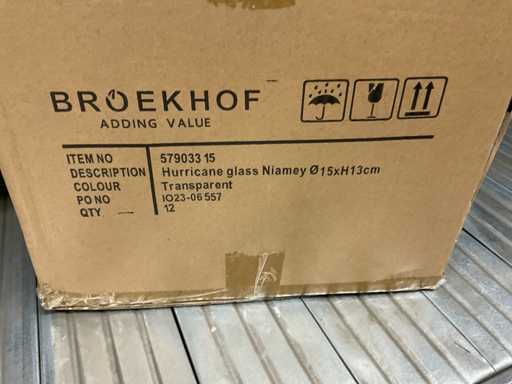 BROEKHOF
ADDING VALUE
ITEM NO 57903315
DESCRIPTION Hurricane glass Niamey Ø15xH13cm
COLOUR Transparent
PO NO IO23-06557
QTY 12